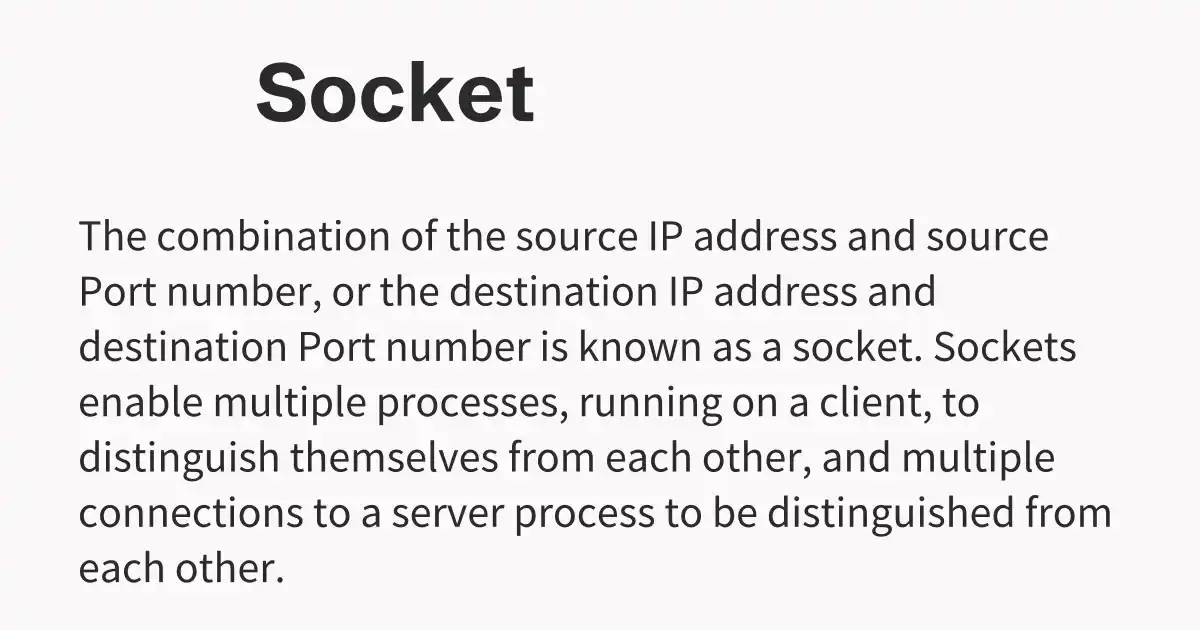 Socket
The combination of the source IP address and source
Port number, or the destination IP address and
destination Port number is known as a socket. Sockets
enable multiple processes, running on a client, to
distinguish themselves from each other, and multiple
connections to a server process to be distinguished from
each other.